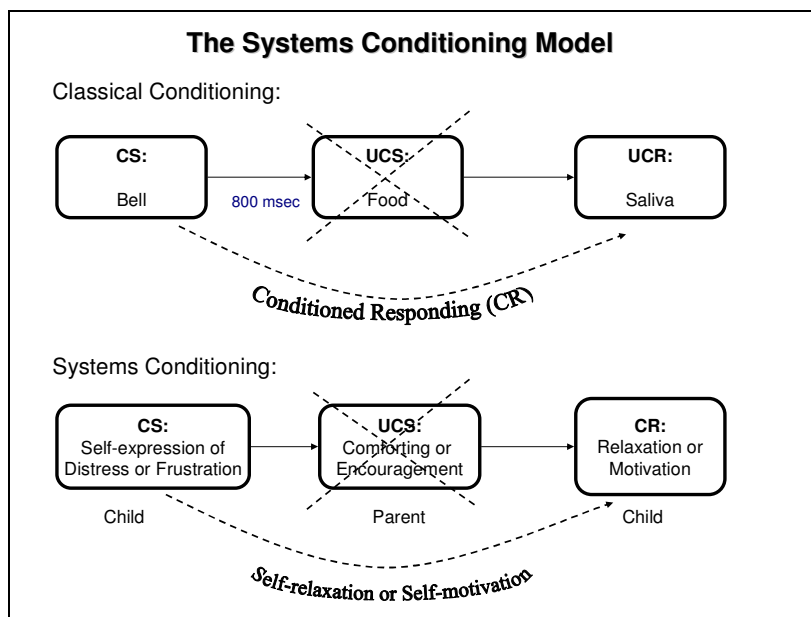 The Systems Conditioning Model
Classical Conditioning:
CS:
Bell
800 msec
UCS:
Food
UCR:
Saliva
Conditioned Responding (CR)
Systems Conditioning:
CS:
Self-expression of
Distress or Frustration
Child
UCS:
Comforting or
Encouragement
Parent
CR:
Relaxation or
Motivation
Child
Self-relaxation or Self-motivation